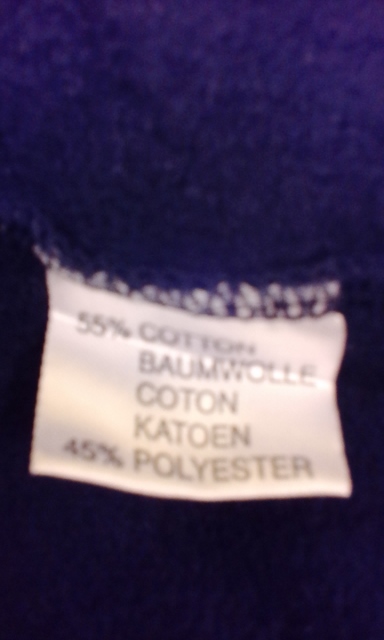 55% COTTON
BAUMWOLLE
COTON
KATOEN
45% POLYESTER